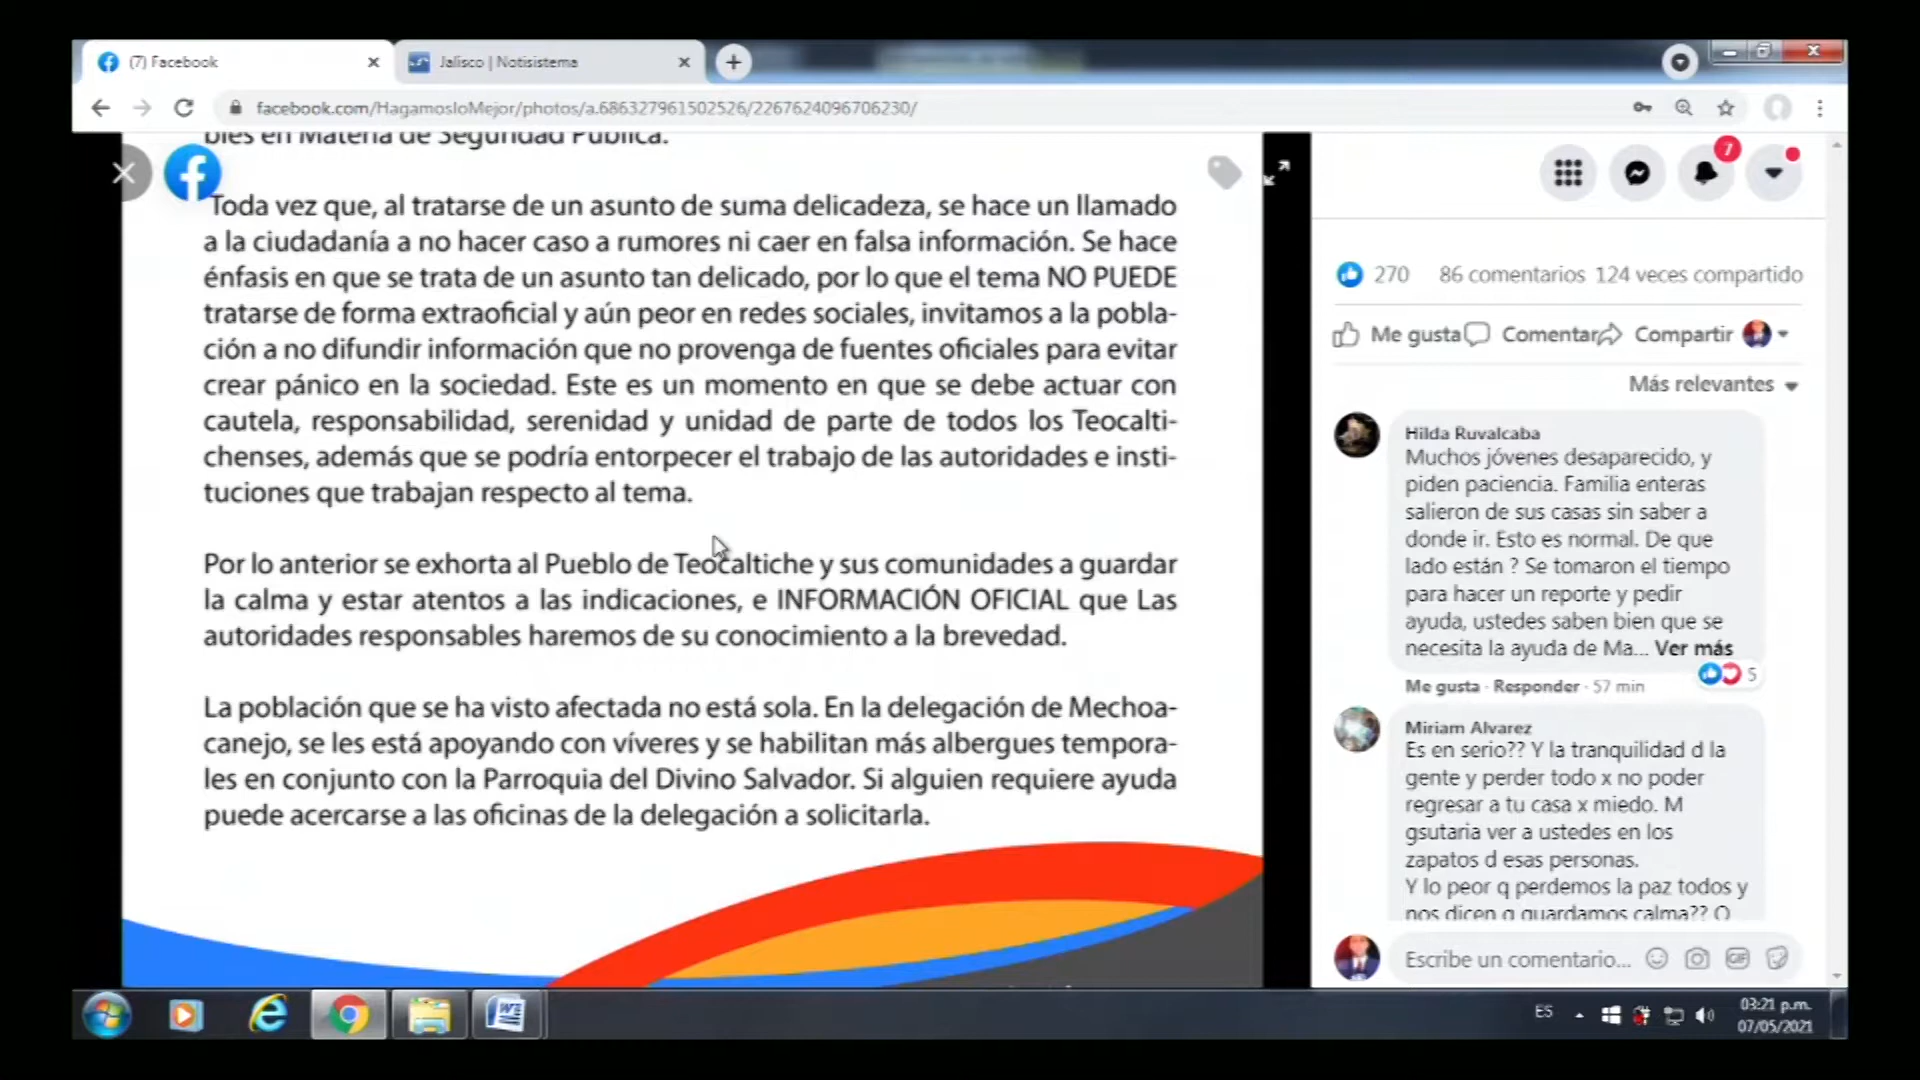 (7) Facebook
Jalisco | Notisistema
facebook.com/HagamosloMejor/photos/a.686327961502526/2267624096706230/
bles en Materia de Seguridad Pública.
Toda vez que, al tratarse de un asunto de suma delicadeza, se hace un llamado
a la ciudadanía a no hacer caso a rumores ni caer en falsa información. Se hace
énfasis en que se trata de un asunto tan delicado, por lo que el tema NO PUEDE
tratarse de forma extraoficial y aún peor en redes sociales, invitamos a la pobla-
ción a no difundir información que no provenga de fuentes oficiales para evitar
crear pánico en la sociedad. Este es un momento en que se debe actuar con
cautela, responsabilidad, serenidad y unidad de parte de todos los Teocalti-
chenses, además que se podría entorpecer el trabajo de las autoridades e insti-
tuciones que trabajan respecto al tema.
Por lo anterior se exhorta al Pueblo de Teocaltiche y sus comunidades a guardar
la calma y estar atentos a las indicaciones, e INFORMACIÓN OFICIAL que Las
autoridades responsables haremos de su conocimiento a la brevedad.
La población que se ha visto afectada no está sola. En la delegación de Mechoa-
canejo, se les está apoyando con víveres y se habilitan más albergues tempora-
les en conjunto con la Parroquia del Divino Salvador. Si alguien requiere ayuda
puede acercarse a las oficinas de la delegación a solicitarla.
7
270 86 comentarios 124 veces compartido
Me gusta Comentar Compartir
Más relevantes
Hilda Ruvalcaba
Muchos jóvenes desaparecido, y
piden paciencia. Familia enteras
salieron de sus casas sin saber a
donde ir. Esto es normal. De que
lado están ? Se tomaron el tiempo
para hacer un reporte y pedir
ayuda, ustedes saben bien que se
necesita la ayuda de Ma... Ver más
5
Me gusta · Responder · 57 min
Miriam Alvarez
Es en serio?? Y la tranquilidad d la
gente y perder todo x no poder
regresar a tu casa x miedo. M
gsutaria ver a ustedes en los
zapatos d esas personas.
Y lo peor q perdemos la paz todos y
nos dicen q guardamos calma?? O
Escribe un comentario...
GIF
ES
03:21 p.m.
07/05/2021